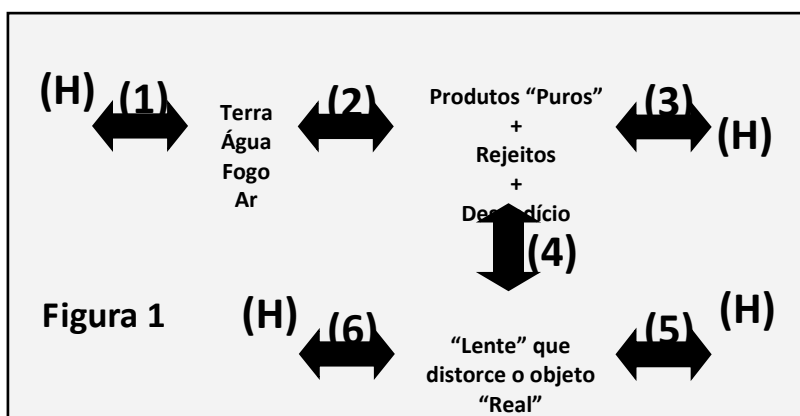 (H) (1) (2) Produtos “Puros” (3) (H)
Terra
Água
Fogo
Ar
+
Rejeitos
+
(4)
Figura 1 (H) (6) (5) (H)
“Lente” que
distorce o objeto
“Real”